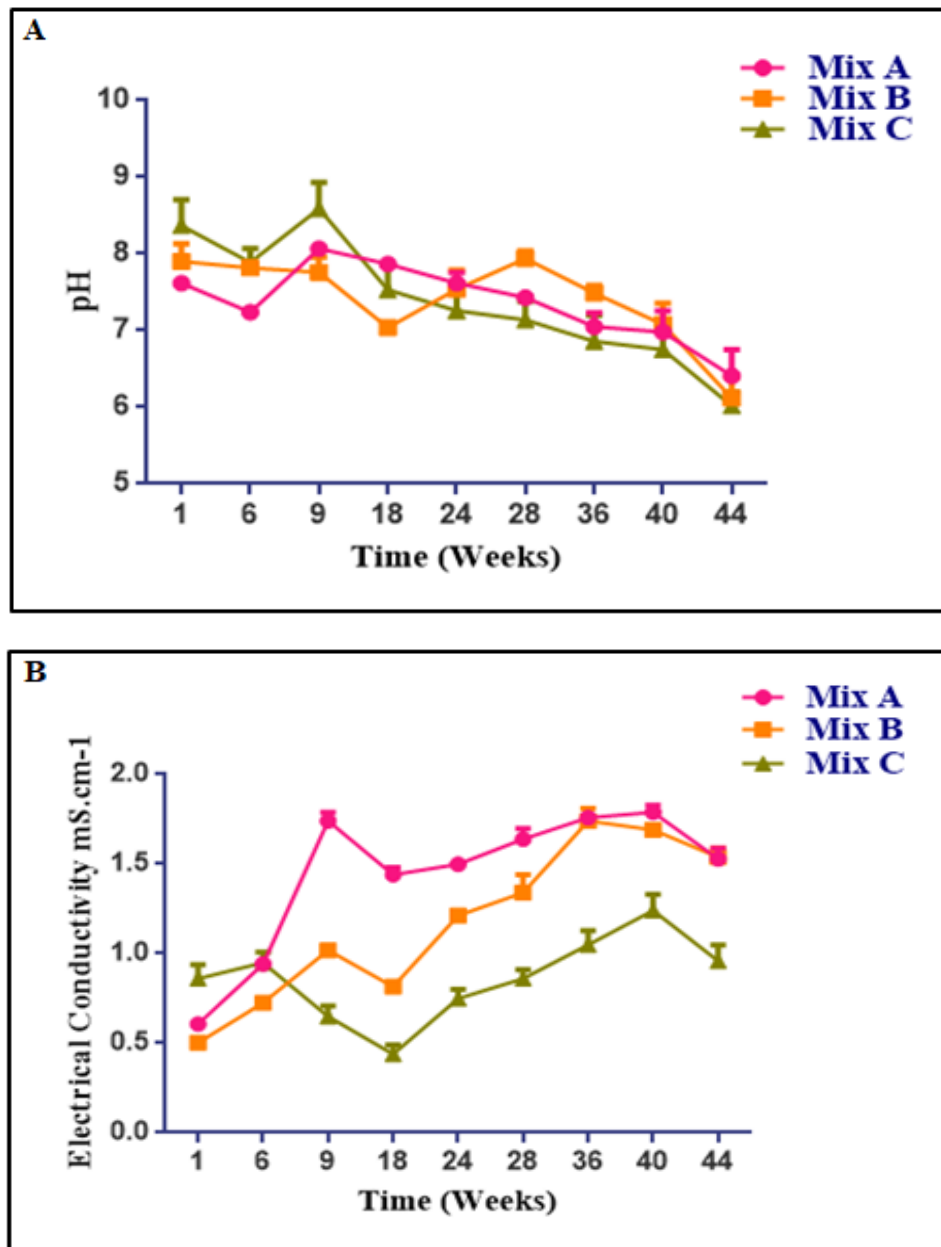 A
Mix A
Mix B
Mix C
10
9
8
7
6
5
pH
1 6 9 18 24 28 36 40 44
Time (Weeks)
B
Mix A
Mix B
Mix C
2.0
1.5
1.0
0.5
0.0
Electrical Conductivity mS.cm-1
1 6 9 18 24 28 36 40 44
Time (Weeks)